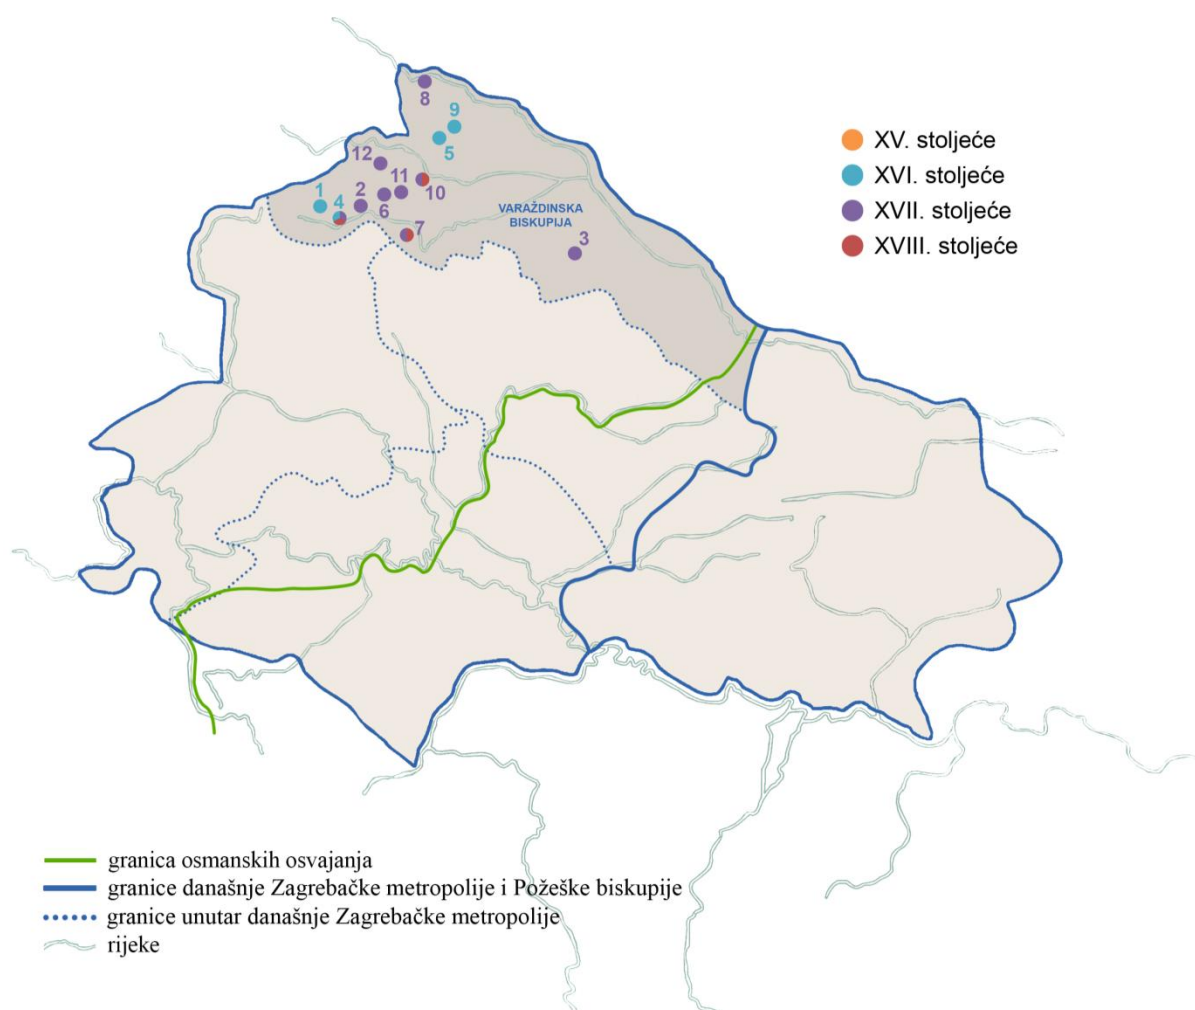 8
9
5
12
11
10
1
4
2
6
7
3
VARAŽDINSKA
BISKUPIJA
XV. stoljeće
XVI. stoljeće
XVII. stoljeće
XVIII. stoljeće
granica osmanskih osvajanja
granice današnje Zagrebačke metropolije i Požeške biskupije
granice unutar današnje Zagrebačke metropolije
rijeke